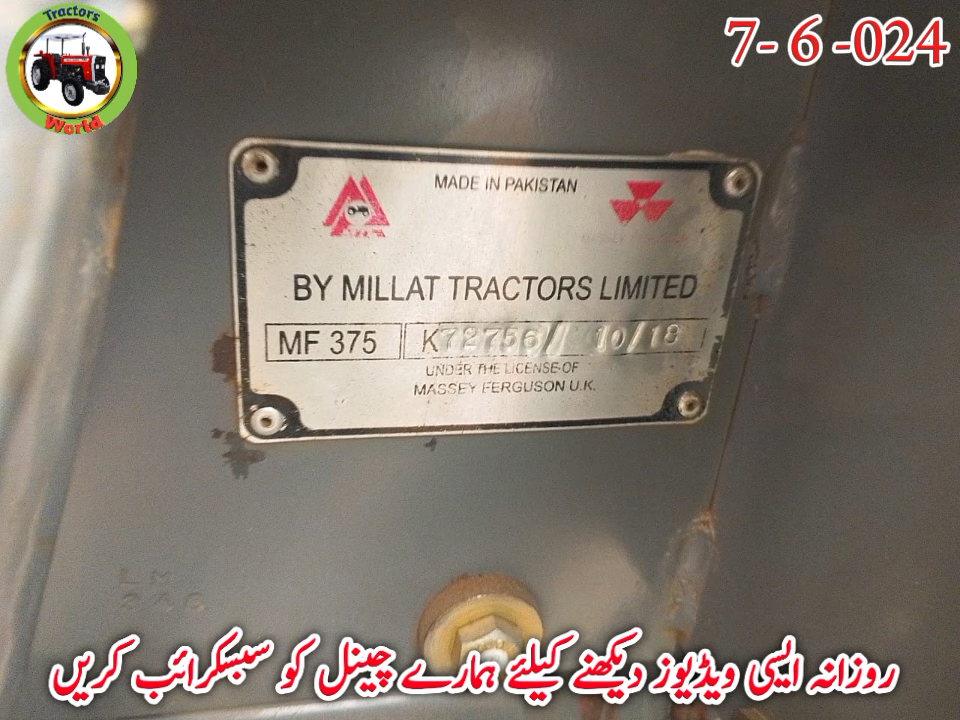 Tractors
World
7-6-024
MADE IN PAKISTAN
BY MILLAT TRACTORS LIMITED
MF 375 K72756// 10/18
UNDER THE LICENSE OF
MASSEY FERGUSON U.K.
روزانہ ایسی ویڈیوز دیکھنے کیلئے ہمارے چینل کو سبسکرائب کریں